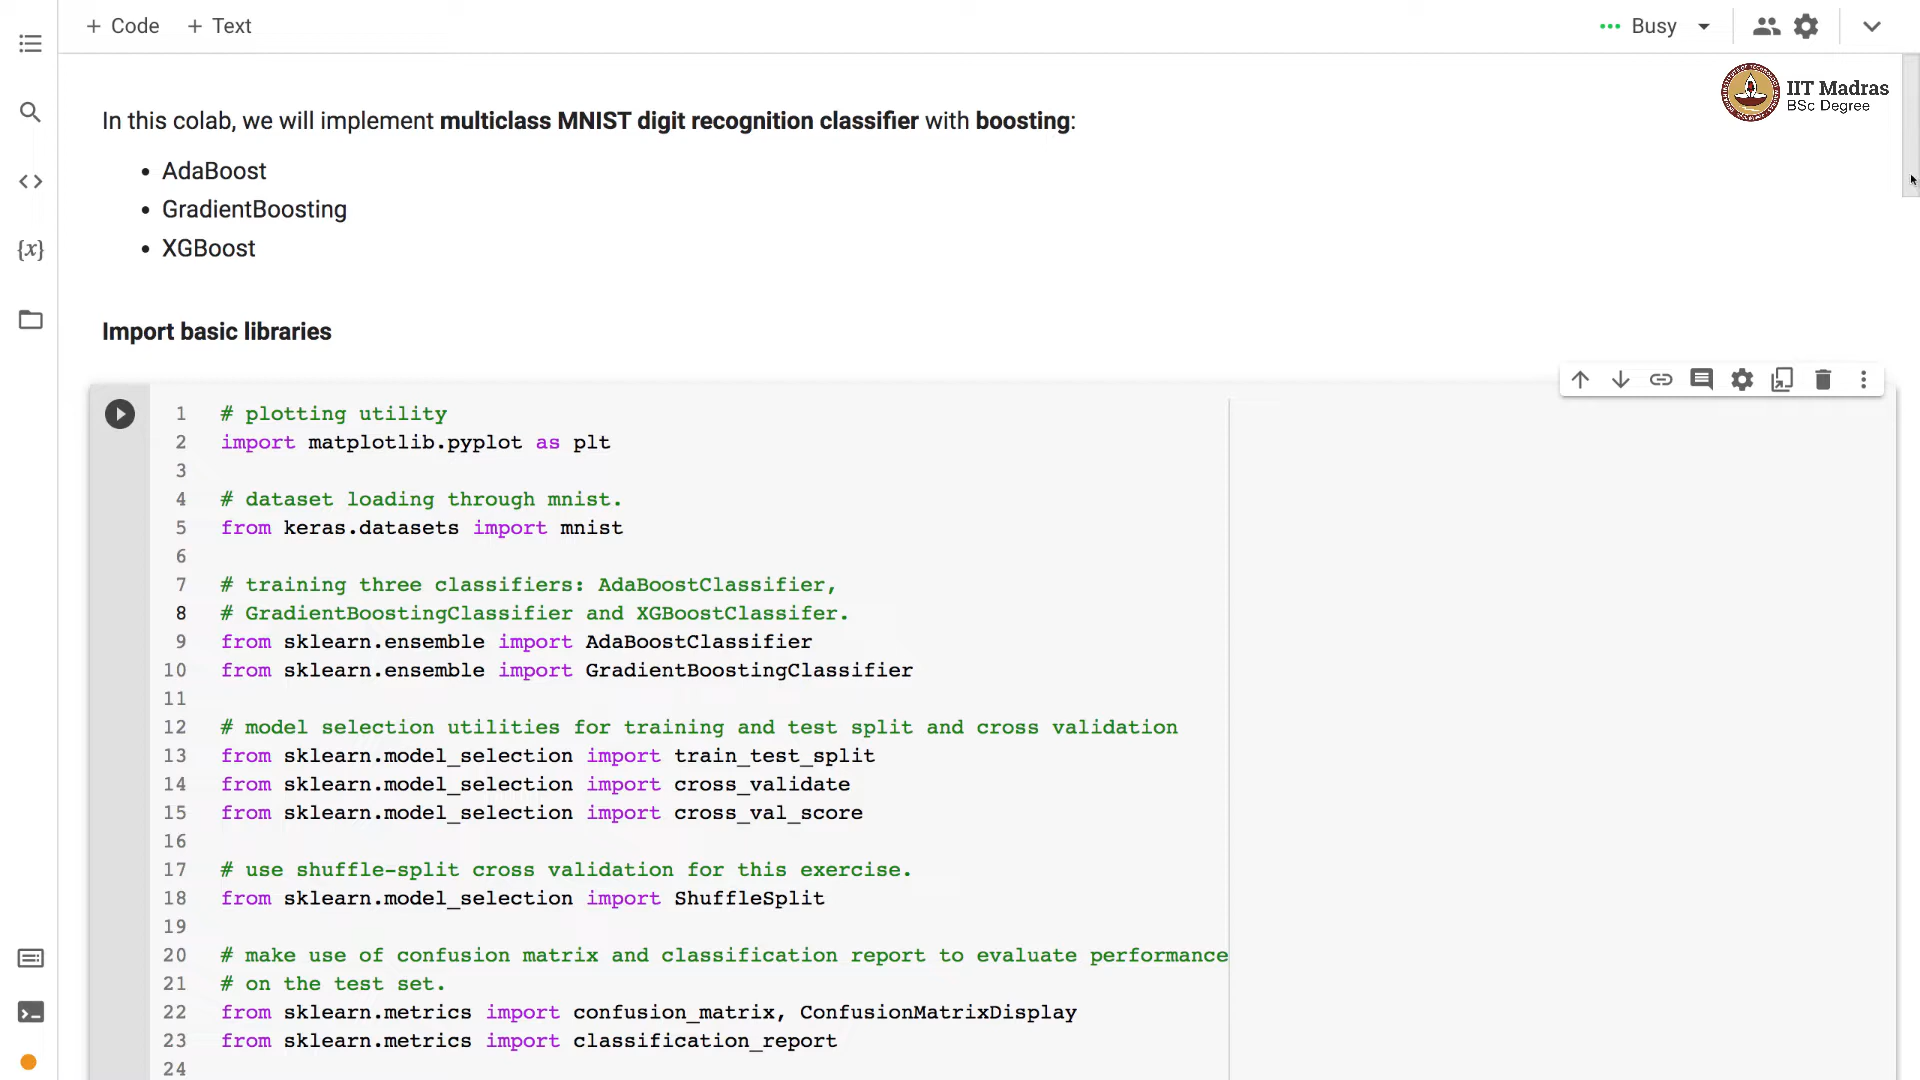 + Code + Text
Busy
IIT Madras
BSc Degree
In this colab, we will implement multiclass MNIST digit recognition classifier with boosting:
• AdaBoost
• GradientBoosting
• XGBoost
{x}
Import basic libraries
1 # plotting utility
2 import matplotlib.pyplot as plt
3
4 # dataset loading through mnist.
5 from keras.datasets import mnist
6
7 # training three classifiers: AdaBoostClassifier,
8 # GradientBoostingClassifier and XGBoostClassifer.
9 from sklearn.ensemble import AdaBoostClassifier
10 from sklearn.ensemble import GradientBoostingClassifier
11
12 # model selection utilities for training and test split and cross validation
13 from sklearn.model_selection import train_test_split
14 from sklearn.model_selection import cross_validate
15 from sklearn.model_selection import cross_val_score
16
17 # use shuffle-split cross validation for this exercise.
18 from sklearn.model_selection import ShuffleSplit
19
20 # make use of confusion matrix and classification report to evaluate performance
21 # on the test set.
22 from sklearn.metrics import confusion_matrix, ConfusionMatrixDisplay
23 from sklearn.metrics import classification_report
24